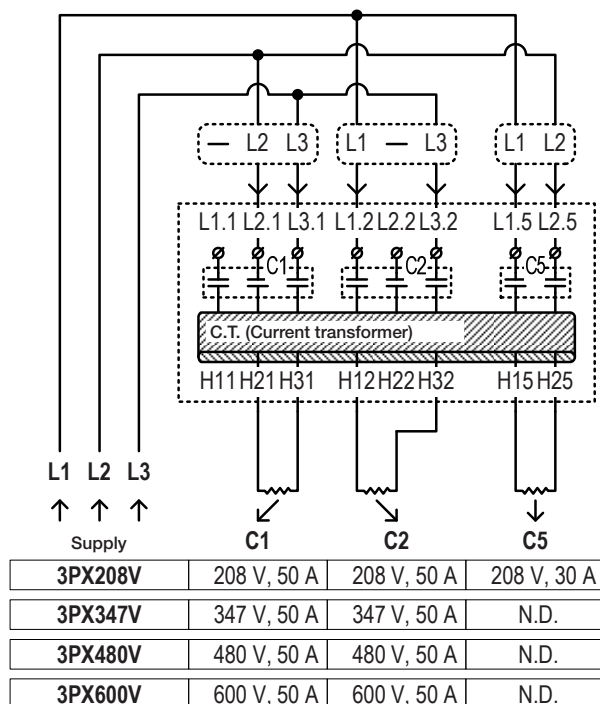 — L2 L3 L1 — L3 L1 L2
L1.1 L2.1 L3.1 L1.2 L2.2 L3.2 L1.5 L2.5
C1 C2 C5
C.T. (Current transformer)
H11 H21 H31 H12 H22 H32 H15 H25
L1 L2 L3
Supply C1 C2 C5
3PX208V 208 V, 50 A 208 V, 50 A 208 V, 30 A
3PX347V 347 V, 50 A 347 V, 50 A N.D.
3PX480V 480 V, 50 A 480 V, 50 A N.D.
3PX600V 600 V, 50 A 600 V, 50 A N.D.